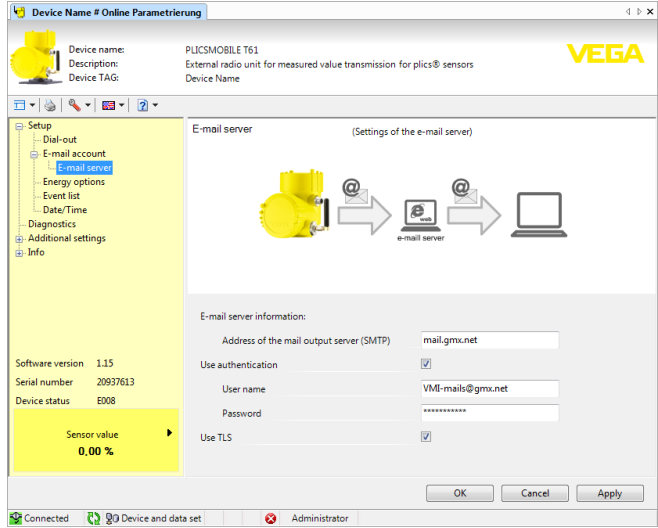 Device Name # Online Parametrierung
Device name: PLICSMOBILE T61
Description: External radio unit for measured value transmission for plics® sensors
Device TAG: Device Name
VEGA
Setup
Dial-out
E-mail account
E-mail server
Energy options
Event list
Date/Time
Diagnostics
Additional settings
Info
Software version 1.15
Serial number 20937613
Device status E008
Sensor value
0,00 %
E-mail server (Settings of the e-mail server)
@ @
e web
e-mail server
E-mail server information:
Address of the mail output server (SMTP) mail.gmx.net
Use authentication
User name VMI-mails@gmx.net
Password ***********
Use TLS
OK Cancel Apply
Connected Device and data set Administrator